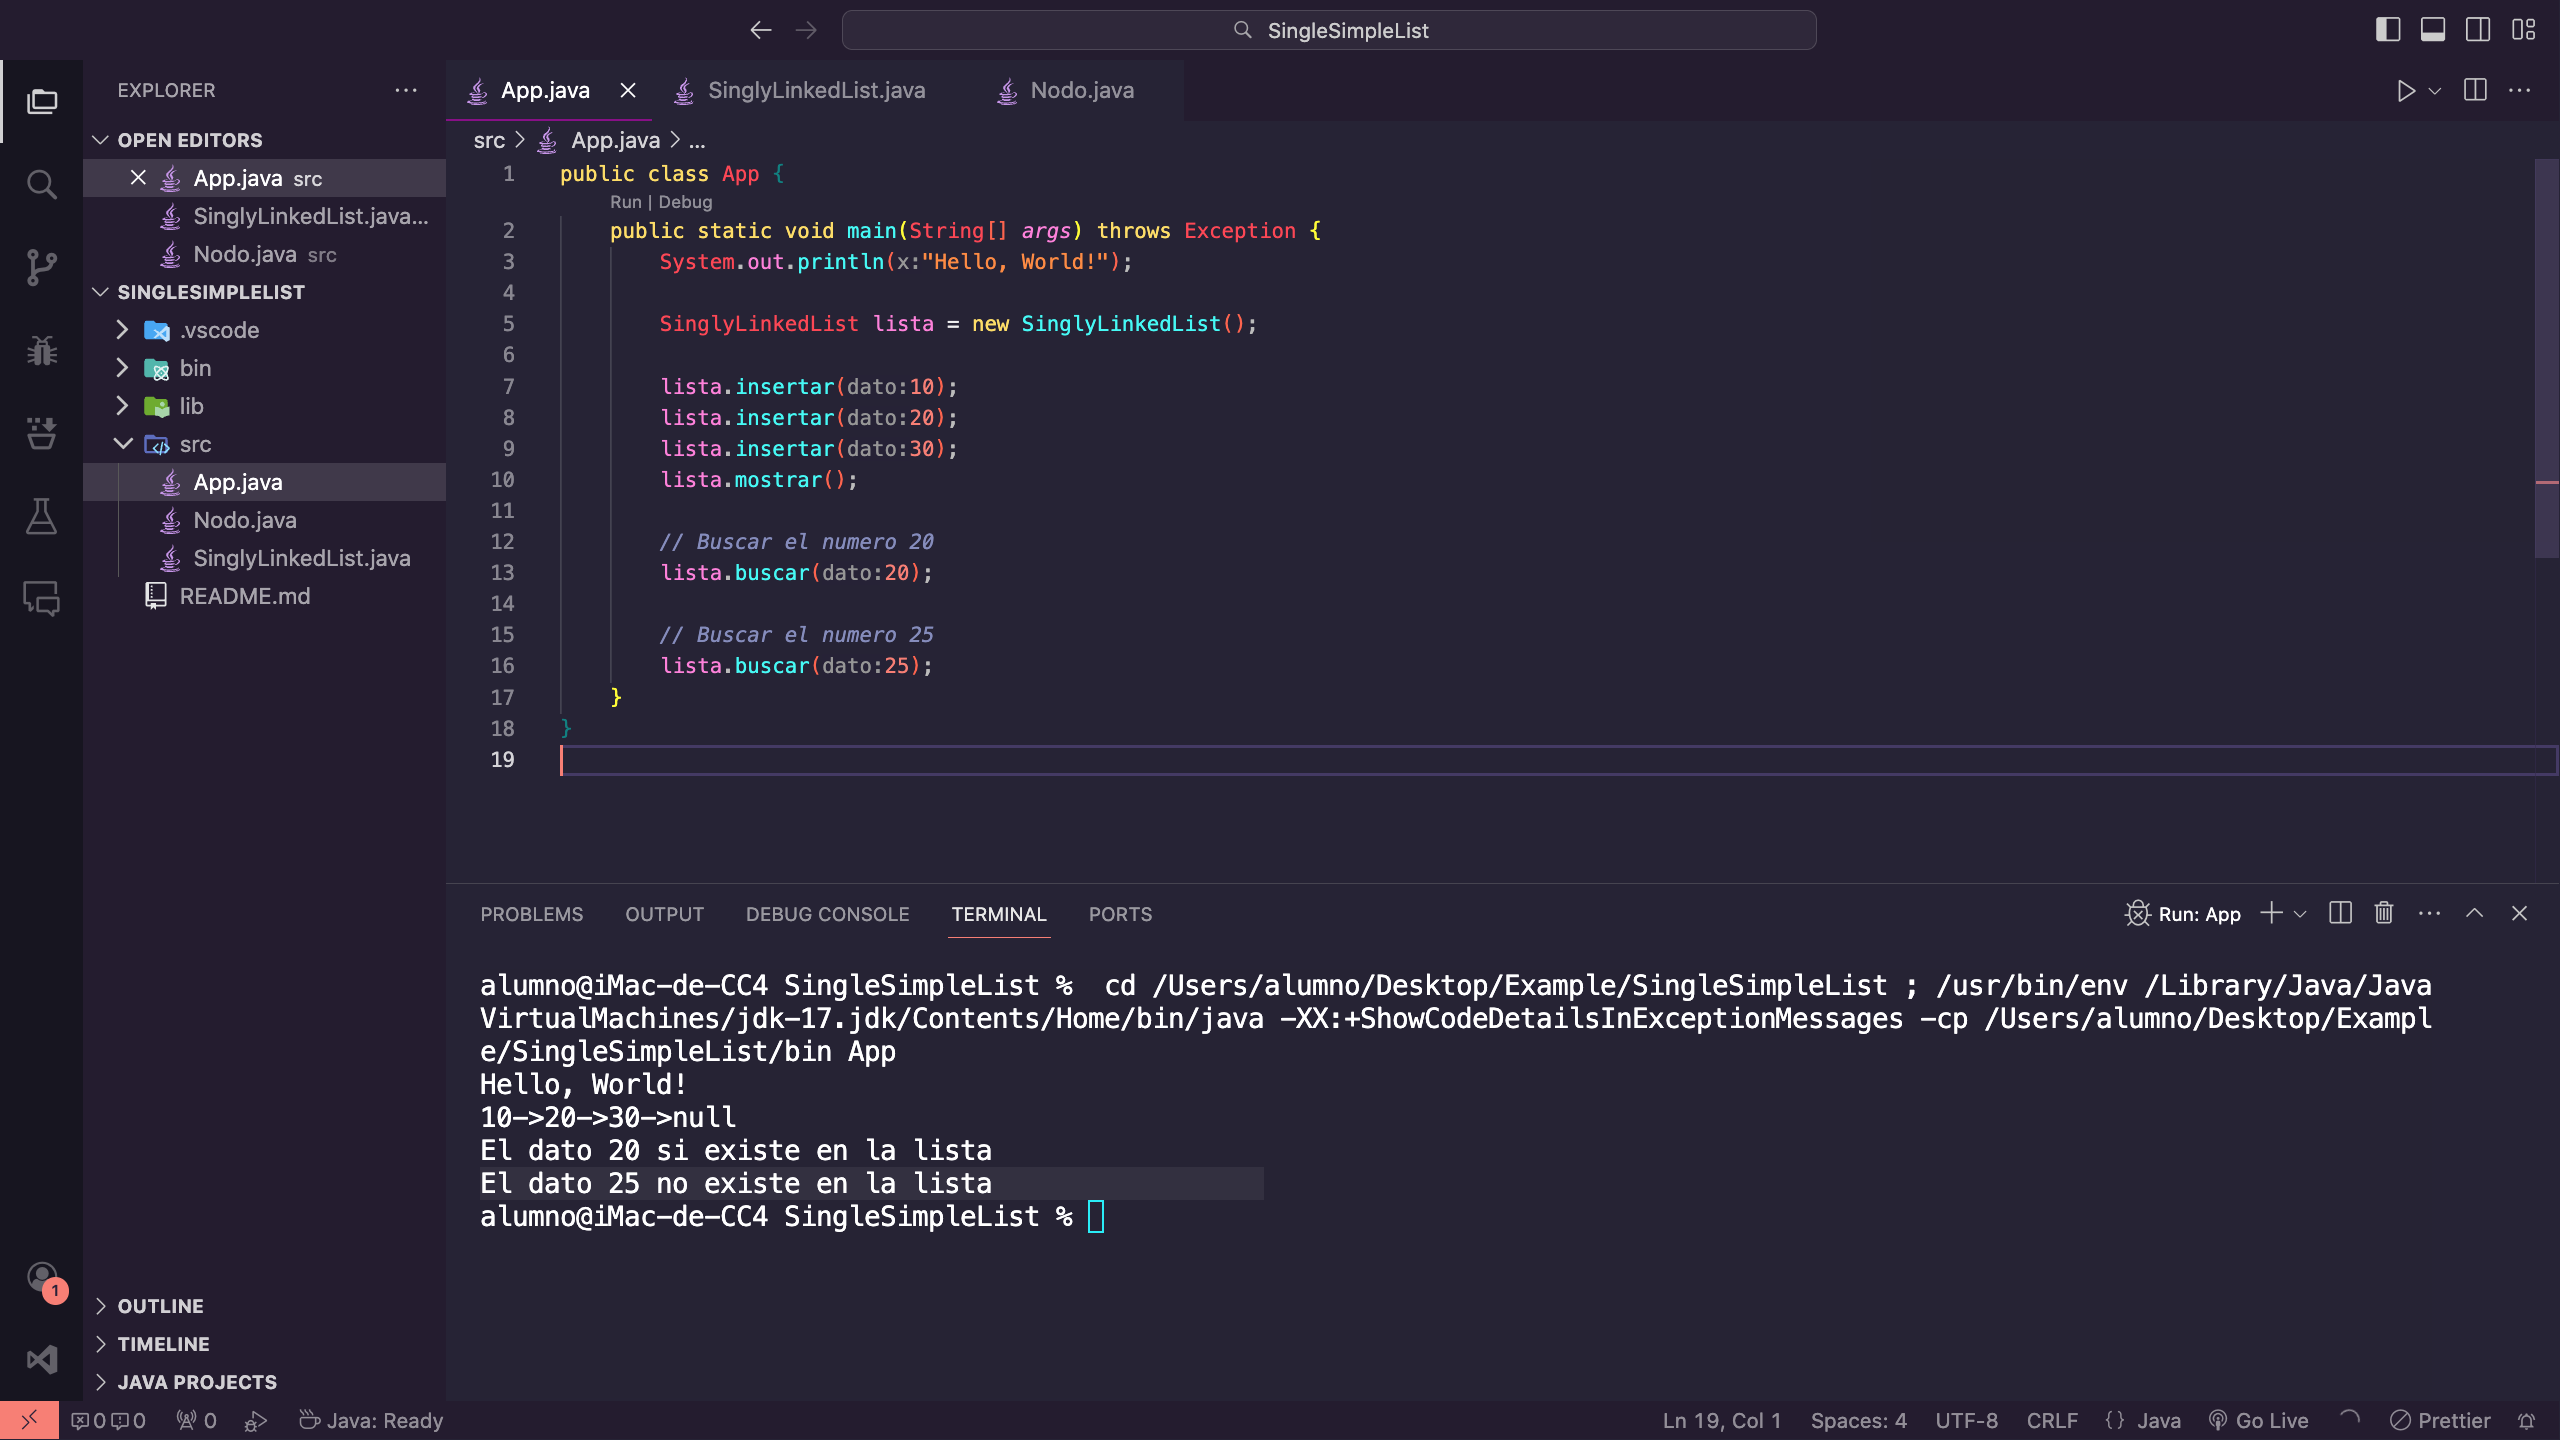 SingleSimpleList
EXPLORER
OPEN EDITORS
App.java src
SinglyLinkedList.java...
Nodo.java src
SINGLESIMPLELIST
.vscode
bin
lib
src
App.java
Nodo.java
SinglyLinkedList.java
README.md
OUTLINE
TIMELINE
JAVA PROJECTS
App.java SinglyLinkedList.java Nodo.java
src > App.java > ...
1 public class App {
Run | Debug
2 public static void main(String[] args) throws Exception {
3 System.out.println(x:"Hello, World!");
4
5 SinglyLinkedList lista = new SinglyLinkedList();
6
7 lista.insertar(dato:10);
8 lista.insertar(dato:20);
9 lista.insertar(dato:30);
10 lista.mostrar();
11
12 // Buscar el numero 20
13 lista.buscar(dato:20);
14
15 // Buscar el numero 25
16 lista.buscar(dato:25);
17 }
18 }
19
PROBLEMS OUTPUT DEBUG CONSOLE TERMINAL PORTS Run: App
alumno@iMac-de-CC4 SingleSimpleList %  cd /Users/alumno/Desktop/Example/SingleSimpleList ; /usr/bin/env /Library/Java/Java
VirtualMachines/jdk-17.jdk/Contents/Home/bin/java -XX:+ShowCodeDetailsInExceptionMessages -cp /Users/alumno/Desktop/Exampl
e/SingleSimpleList/bin App
Hello, World!
10->20->30->null
El dato 20 si existe en la lista
El dato 25 no existe en la lista
alumno@iMac-de-CC4 SingleSimpleList %
1
0 0 0 Java: Ready Ln 19, Col 1 Spaces: 4 UTF-8 CRLF {} Java Go Live Prettier